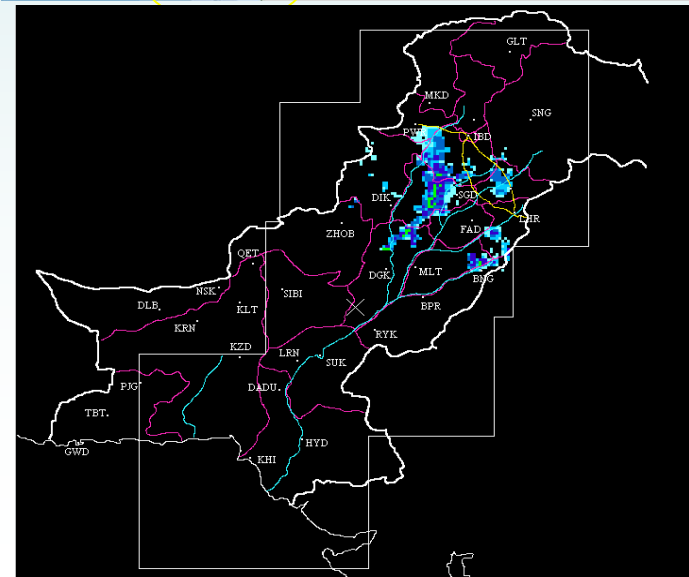 GLT
MKD
SNG
IBD
DIK
SGD
LHR
ZHOB
FAD
QET
DGK
MLT
BNG
NSK
SIBI
DLB
KLT
BPR
KRN
RYK
KZD
LRN
SUK
PJG
DADU
TBT
HYD
GWD
KHI